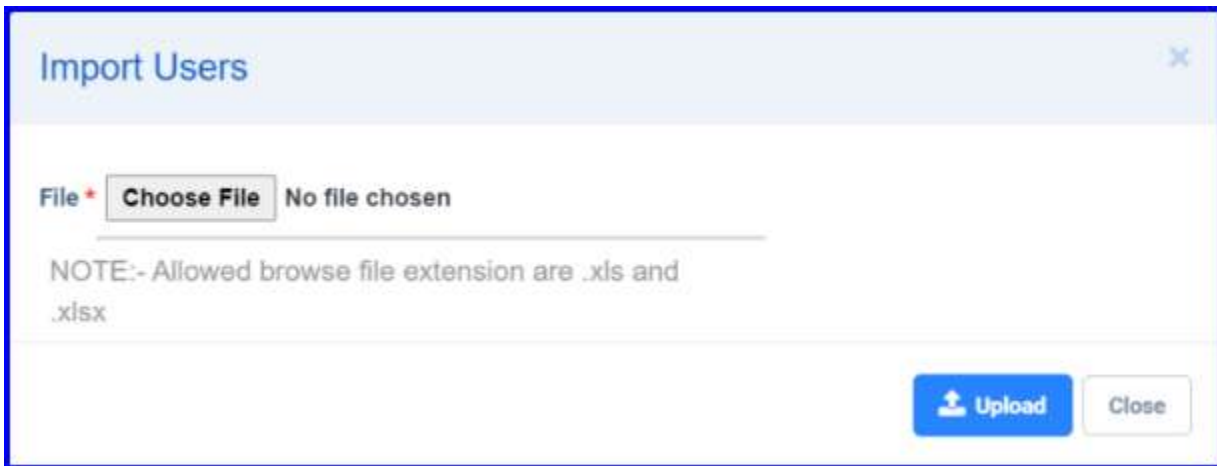 Import Users ×
File * Choose File No file chosen
NOTE:- Allowed browse file extension are .xls and
.xlsx
Upload Close